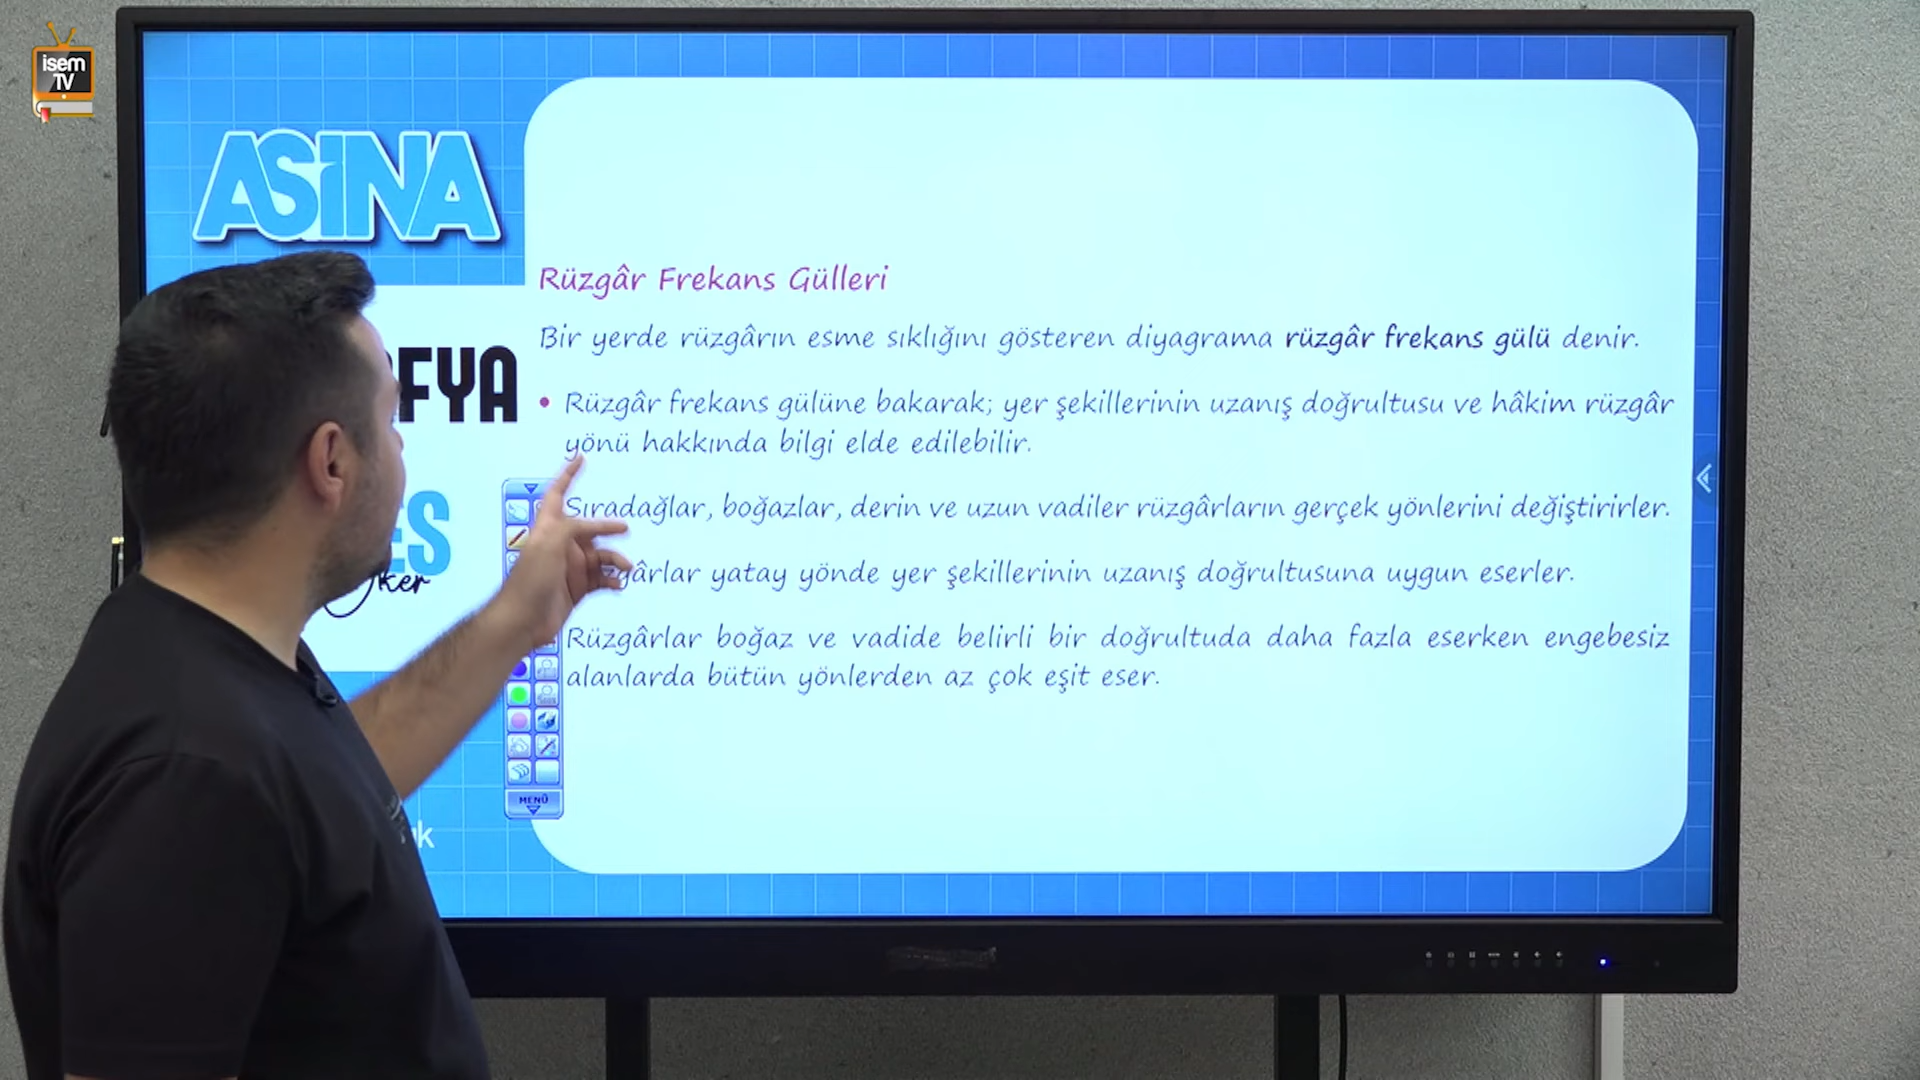 isem
TV
ASİNA
Rüzgâr Frekans Gülleri
Bir yerde rüzgârın esme sıklığını gösteren diyagrama rüzgâr frekans gülü denir.
• Rüzgâr frekans gülüne bakarak; yer şekillerinin uzanış doğrultusu ve hâkim rüzgâr
yönü hakkında bilgi elde edilebilir.
Sıradağlar, boğazlar, derin ve uzun vadiler rüzgârların gerçek yönlerini değiştirirler.
yatay yönde yer şekillerinin uzanış doğrultusuna uygun eserler.
Rüzgârlar boğaz ve vadide belirli bir doğrultuda daha fazla eserken engebesiz
alanlarda bütün yönlerden az çok eşit eser.
MENÜ